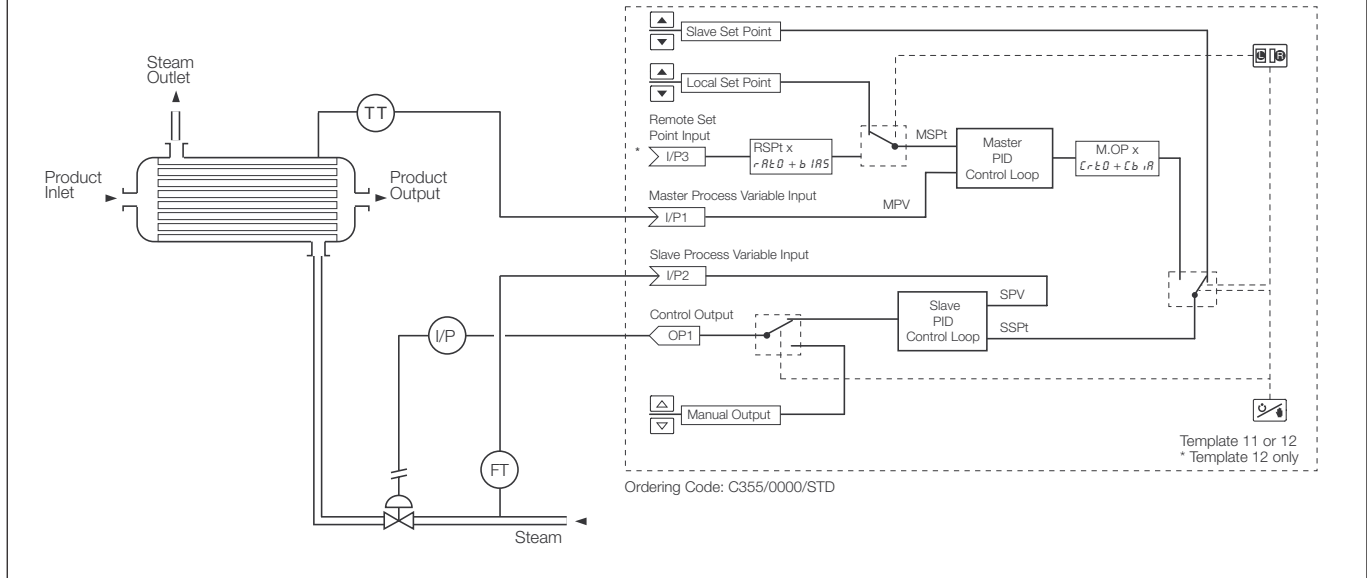 Steam
Outlet
TT
Product
Inlet
Product
Output
I/P
FT
Steam
Slave Set Point
Local Set Point
Remote Set
Point Input
* I/P3
RSPt x
rAtO + bIAS
MSPt
Master
PID
Control Loop
M.OP x
CrtO + CbiA
L R
Master Process Variable Input
I/P1
MPV
Slave Process Variable Input
I/P2
SPV
Slave
PID
Control Loop
SSPt
Control Output
OP1
Manual Output
Template 11 or 12
* Template 12 only
Ordering Code: C355/0000/STD